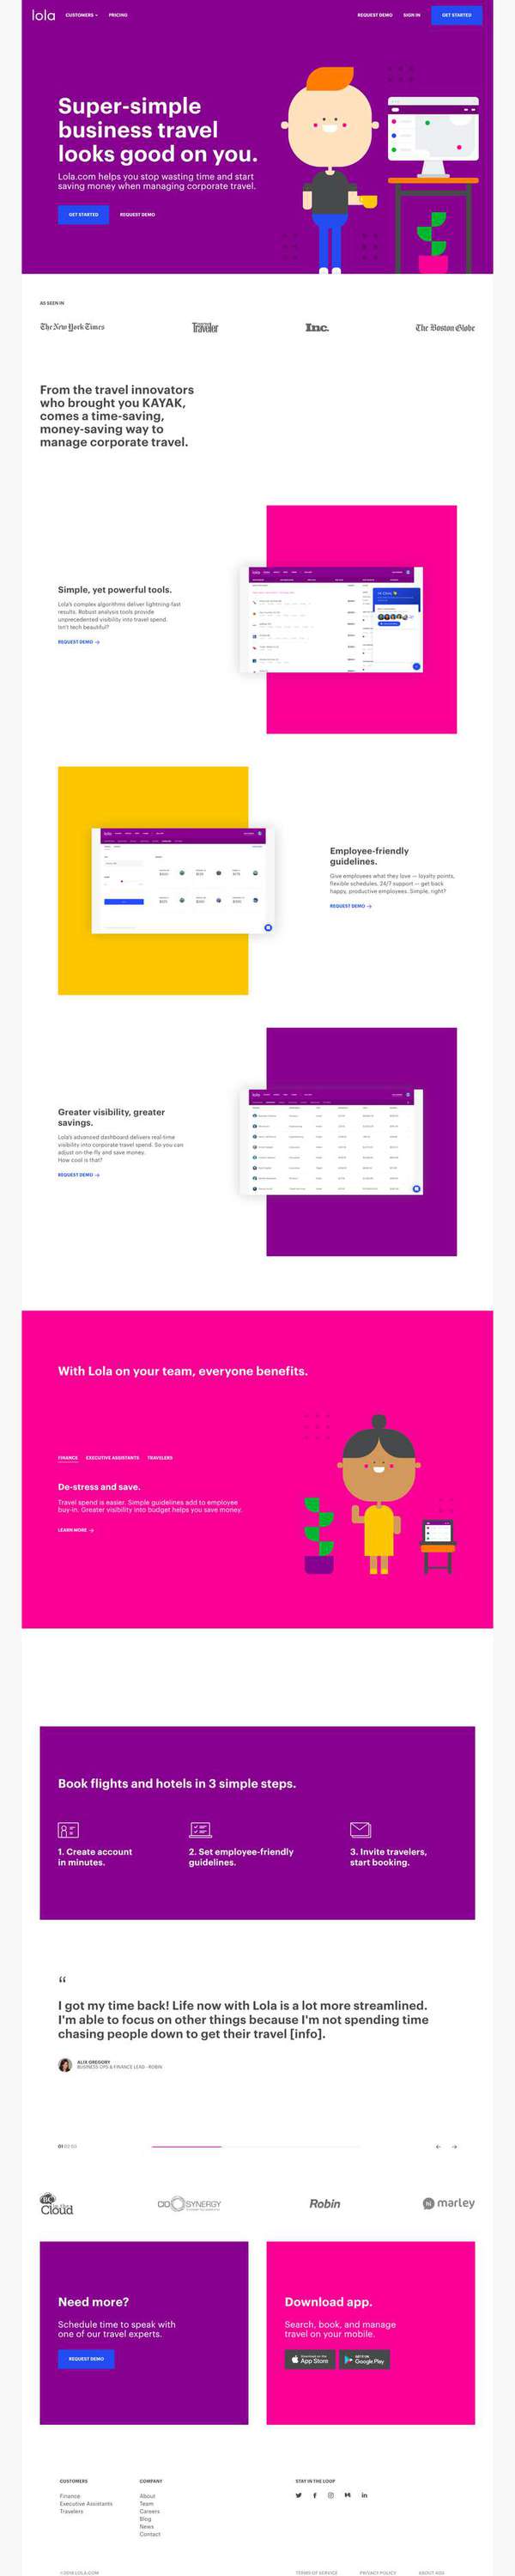 lola CUSTOMERS PRICING REQUEST DEMO SIGN IN GET STARTED
Super-simple
business travel
looks good on you.
Lola.com helps you stop wasting time and start
saving money when managing corporate travel.
GET STARTED REQUEST DEMO
AS SEEN IN
The New York Times Traveler Inc. The Boston Globe
From the travel innovators
who brought you KAYAK,
comes a time-saving,
money-saving way to
manage corporate travel.
Simple, yet powerful tools.
Lola's complex algorithms deliver lightning-fast
results. Robust analysis tools provide
unprecedented visibility into travel spend.
Isn't tech beautiful?
REQUEST DEMO →
Employee-friendly
guidelines.
Give employees what they love — loyalty points,
flexible schedules, 24/7 support — get back
happy, productive employees. Simple, right?
REQUEST DEMO →
Greater visibility, greater
savings.
Lola's advanced dashboard delivers real-time
visibility into corporate travel spend. So you can
adjust on-the-fly and save money.
How cool is that?
REQUEST DEMO →
With Lola on your team, everyone benefits.
FINANCE EXECUTIVE ASSISTANTS TRAVELERS
De-stress and save.
Travel spend is easier. Simple guidelines add to employee
buy-in. Greater visibility into budget helps you save money.
LEARN MORE →
Book flights and hotels in 3 simple steps.
1. Create account
in minutes.
2. Set employee-friendly
guidelines.
3. Invite travelers,
start booking.
“
I got my time back! Life now with Lola is a lot more streamlined.
I'm able to focus on other things because I'm not spending time
chasing people down to get their travel [info].
ALIX GREGORY
BUSINESS OPS & FINANCE LEAD - ROBIN
01 02 03 ← →
Cloud SYNERGY Robin hi marley
Need more?
Schedule time to speak with
one of our travel experts.
REQUEST DEMO
Download app.
Search, book, and manage
travel on your mobile.
Download on the App Store GET IT ON Google Play
CUSTOMERS
Finance
Executive Assistants
Travelers
COMPANY
About
Team
Careers
Blog
News
Contact
STAY IN THE LOOP
©2018 LOLA.COM TERMS OF SERVICE PRIVACY POLICY ABOUT ADS